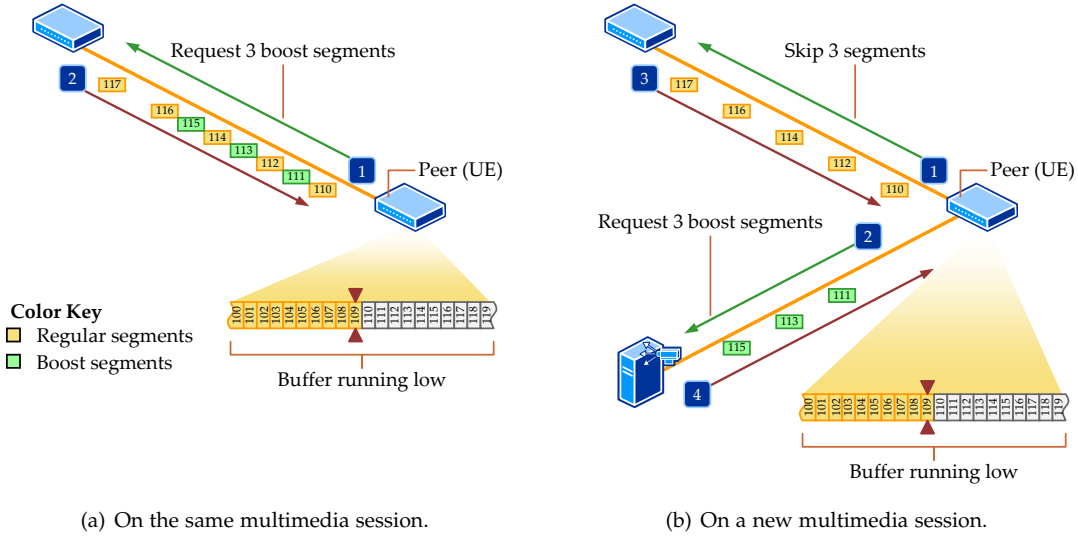 Request 3 boost segments
2
117
116
115
114
113
112
111
110
1
Peer (UE)
100 101 102 103 104 105 106 107 108 109 110 111 112 113 114 115 116 117 118 119
Buffer running low
Color Key
Regular segments
Boost segments
(a) On the same multimedia session.
Skip 3 segments
3
117
116
114
112
110
1
Peer (UE)
Request 3 boost segments
2
111
113
115
4
100 101 102 103 104 105 106 107 108 109 110 111 112 113 114 115 116 117 118 119
Buffer running low
(b) On a new multimedia session.